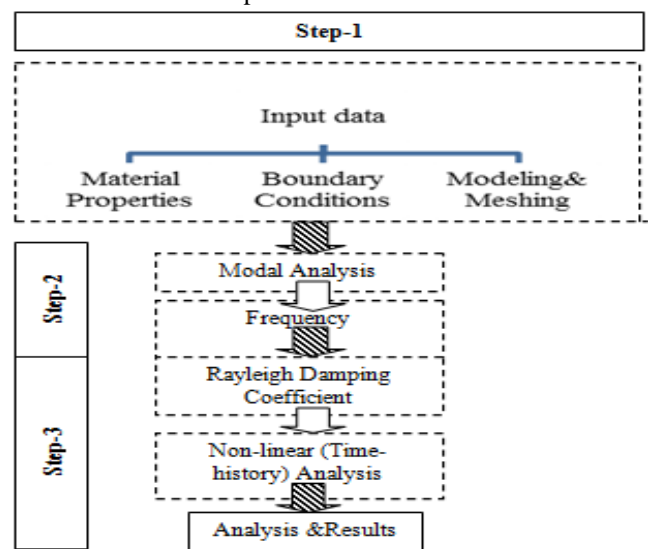 Step-1
Input data
Material
Properties
Boundary
Conditions
Modeling&
Meshing
Step-2
Modal Analysis
Frequency
Step-3
Rayleigh Damping
Coefficient
Non-linear (Time-
history) Analysis
Analysis &Results